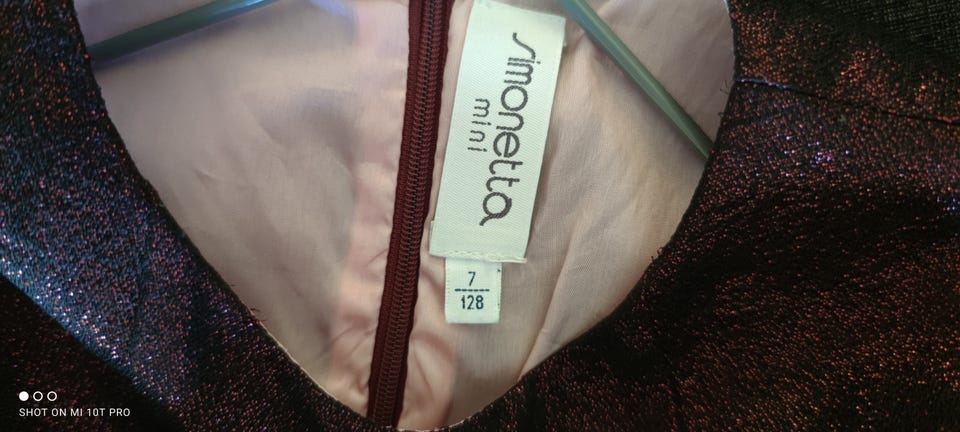 simonetta
mini
7
128
SHOT ON MI 10T PRO